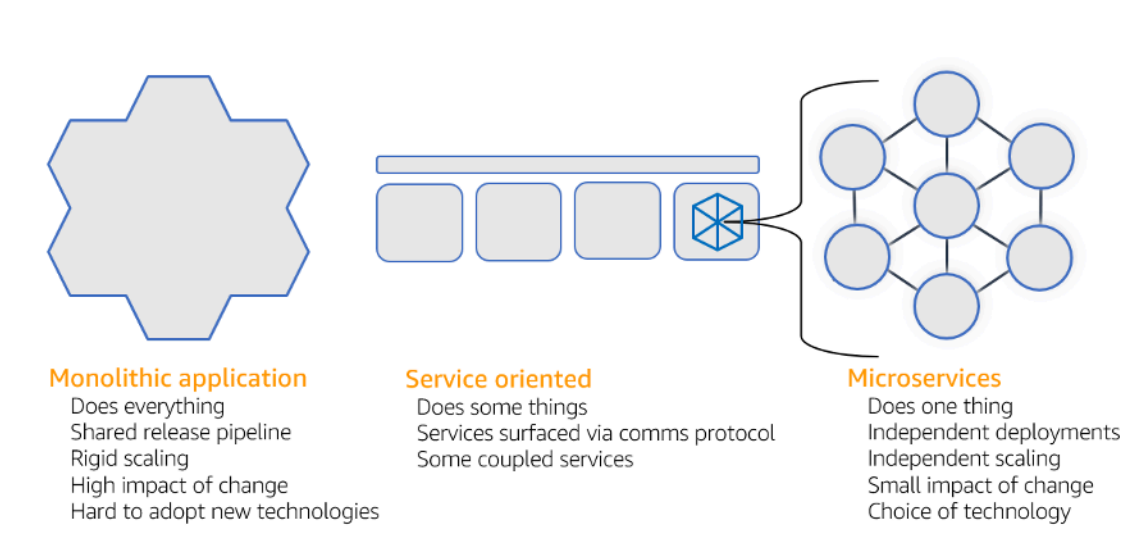 Monolithic application
Does everything
Shared release pipeline
Rigid scaling
High impact of change
Hard to adopt new technologies
Service oriented
Does some things
Services surfaced via comms protocol
Some coupled services
Microservices
Does one thing
Independent deployments
Independent scaling
Small impact of change
Choice of technology